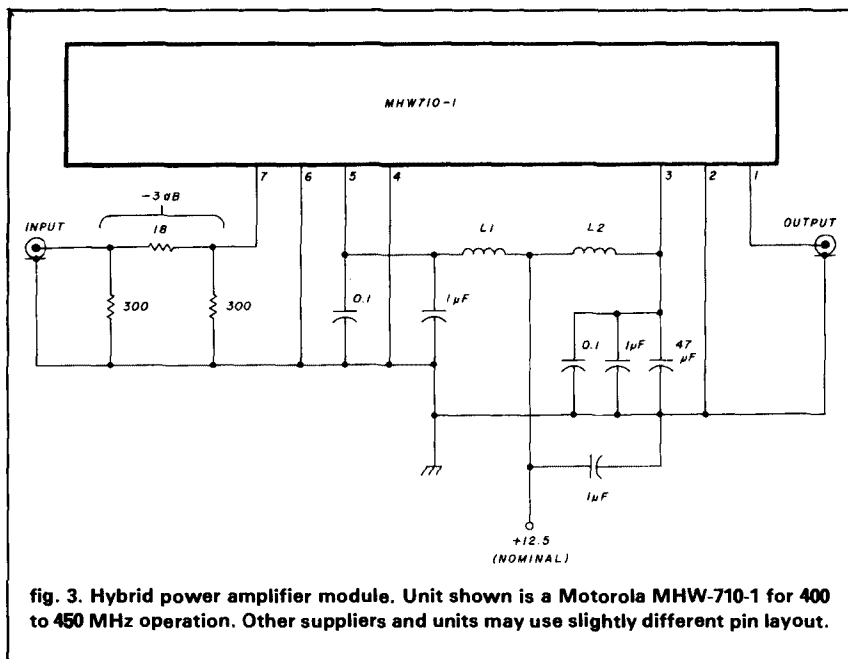 MHW710-1
7
6
5
4
3
2
1
-3dB
INPUT
18
L1
L2
OUTPUT
300
300
0.1
1µF
0.1
1µF
47
µF
1µF
+12.5
(NOMINAL)
fig. 3. Hybrid power amplifier module. Unit shown is a Motorola MHW-710-1 for 400
to 450 MHz operation. Other suppliers and units may use slightly different pin layout.